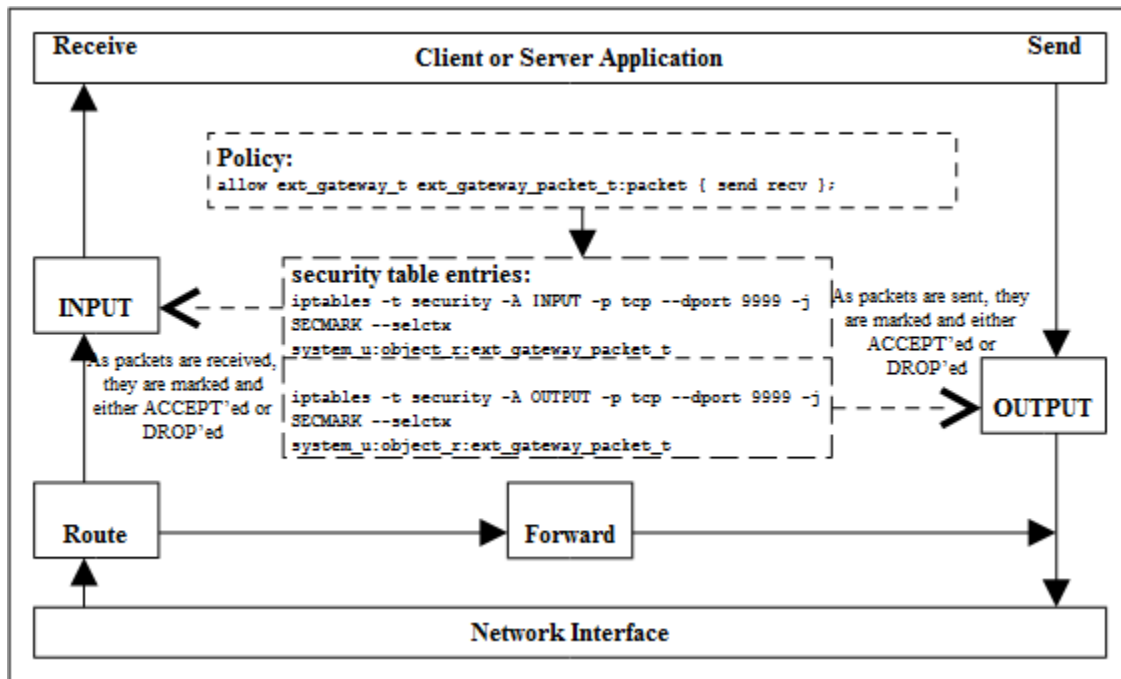 Receive
Send
Client or Server Application
Policy:
allow ext_gateway_t ext_gateway_packet_t:packet { send recv };
security table entries:
iptables -t security -A INPUT -p tcp --dport 9999 -j
SECMARK --selctx
system_u:object_r:ext_gateway_packet_t
INPUT
As packets are sent, they
are marked and either
ACCEPT'ed or
DROP'ed
As packets are received,
they are marked and
either ACCEPT'ed or
DROP'ed
iptables -t security -A OUTPUT -p tcp --dport 9999 -j
SECMARK --selctx
system_u:object_r:ext_gateway_packet_t
OUTPUT
Route
Forward
Network Interface